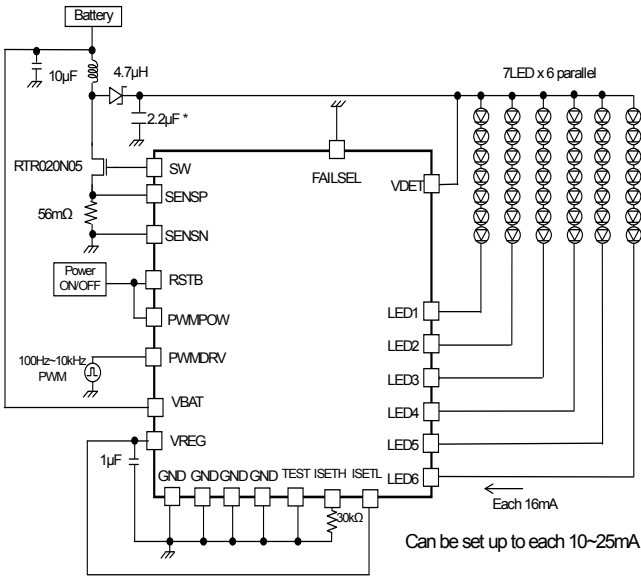 Battery
10μF
4.7μH
7LED x 6 parallel
2.2μF *
RTR020N05
SW
FAILSEL
VDET
SENSP
56mΩ
SENSN
Power
ON/OFF
RSTB
PWMPOW
LED1
LED2
100Hz~10kHz
PWM
PWMDRV
LED3
VBAT
LED4
VREG
LED5
1μF
GND GND GND GND TEST ISETH ISETL
LED6
30kΩ
Each 16mA
Can be set up to each 10~25mA